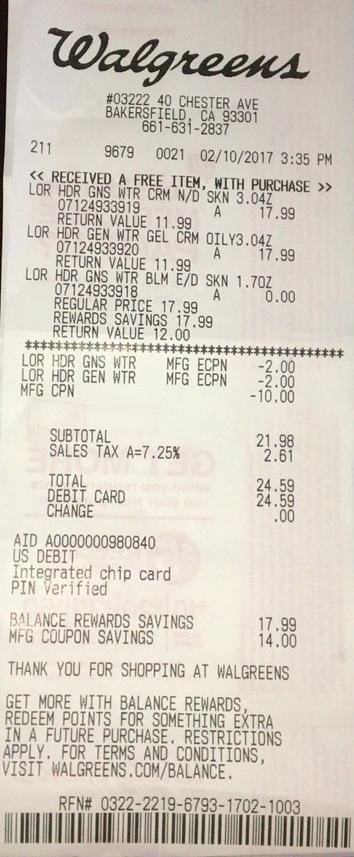 Walgreens
#03222 40 CHESTER AVE
BAKERSFIELD, CA 93301
661-631-2837
211 9679 0021 02/10/2017 3:35 PM
<< RECEIVED A FREE ITEM, WITH PURCHASE >>
LOR HDR GNS WTR CRM N/D SKN 3.04Z
07124933919 A 17.99
RETURN VALUE 11.99
LOR HDR GEN WTR GEL CRM OILY3.04Z
07124933920 A 17.99
RETURN VALUE 11.99
LOR HDR GNS WTR BLM E/D SKN 1.70Z
07124933918 A 0.00
REGULAR PRICE 17.99
REWARDS SAVINGS 17.99
RETURN VALUE 12.00
****************************************
LOR HDR GNS WTR MFG ECPN -2.00
LOR HDR GEN WTR MFG ECPN -2.00
MFG CPN -10.00
SUBTOTAL 21.98
SALES TAX A=7.25% 2.61
TOTAL 24.59
DEBIT CARD 24.59
CHANGE .00
AID A0000000980840
US DEBIT
Integrated chip card
PIN Verified
BALANCE REWARDS SAVINGS 17.99
MFG COUPON SAVINGS 14.00
THANK YOU FOR SHOPPING AT WALGREENS
GET MORE WITH BALANCE REWARDS,
REDEEM POINTS FOR SOMETHING EXTRA
IN A FUTURE PURCHASE. RESTRICTIONS
APPLY. FOR TERMS AND CONDITIONS,
VISIT WALGREENS.COM/BALANCE.
RFN# 0322-2219-6793-1702-1003